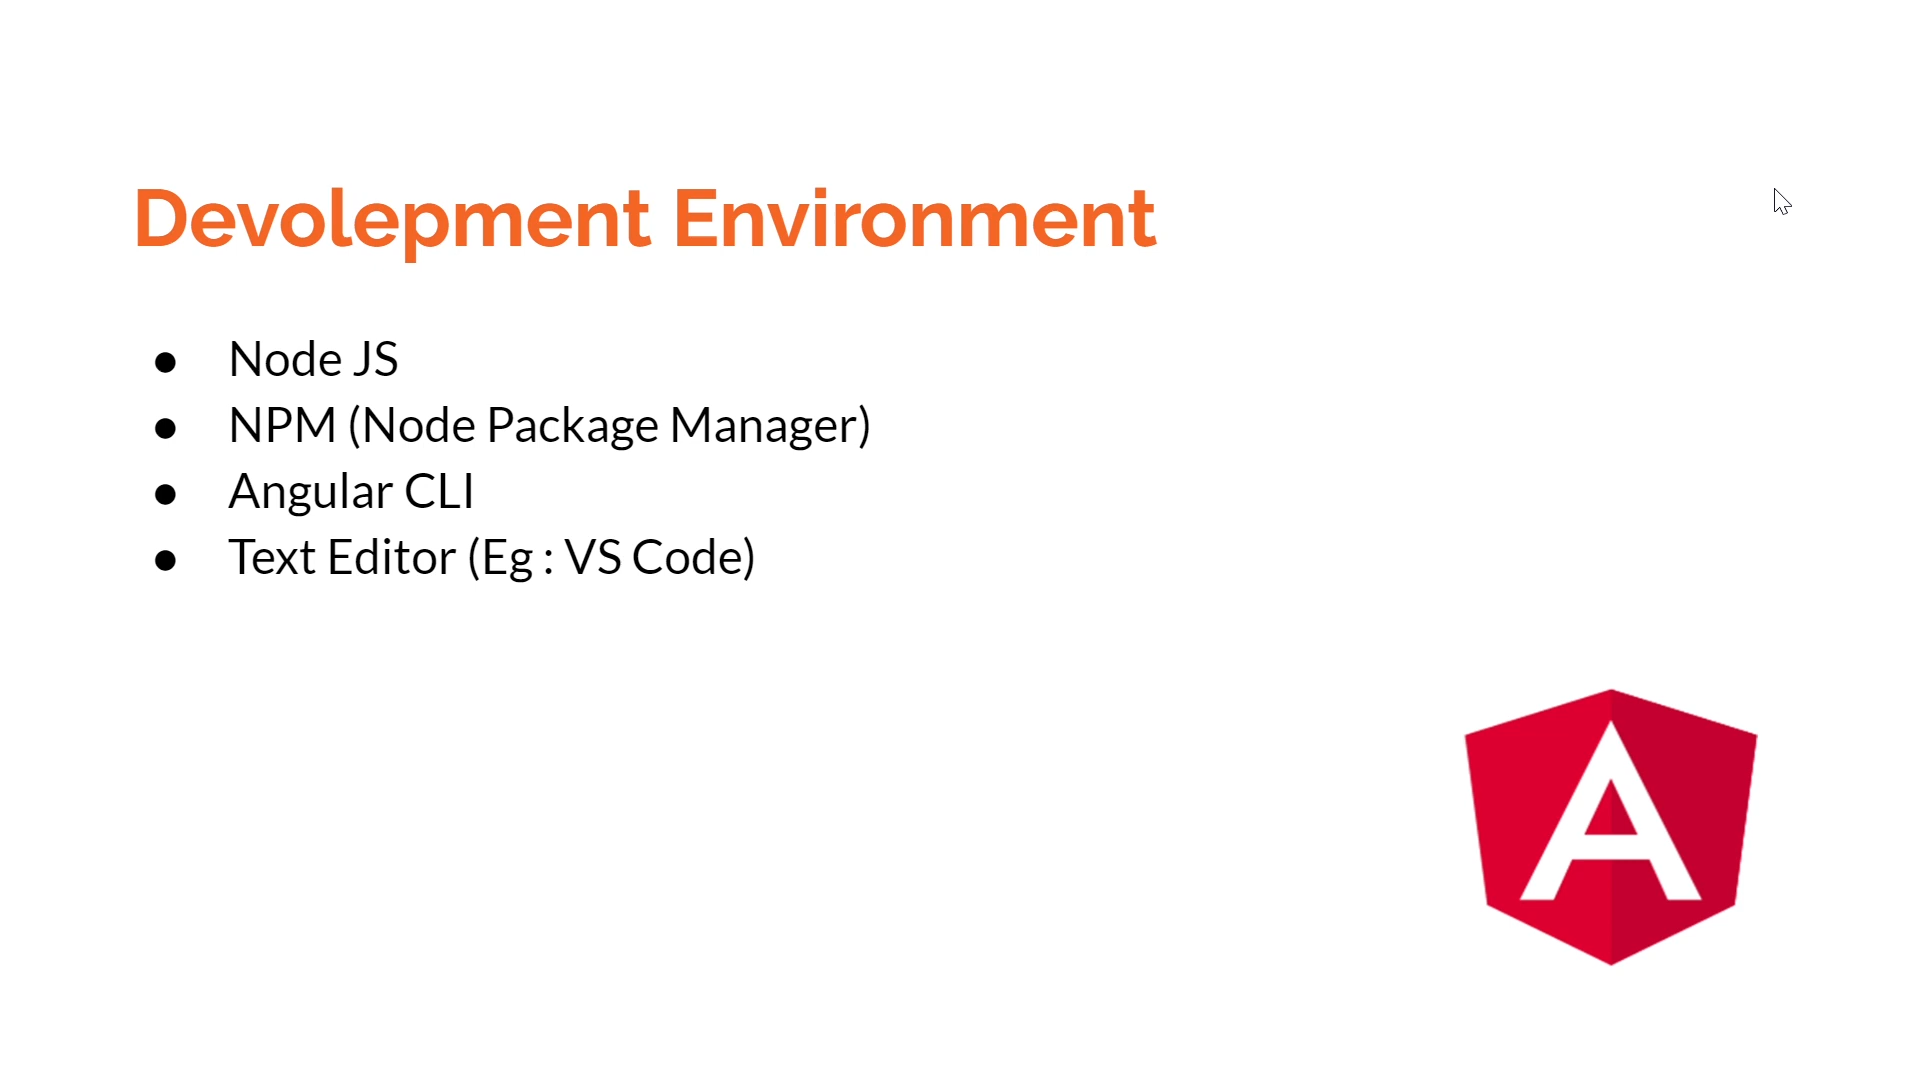 Devolepment Environment
● Node JS
● NPM (Node Package Manager)
● Angular CLI
● Text Editor (Eg : VS Code)
A